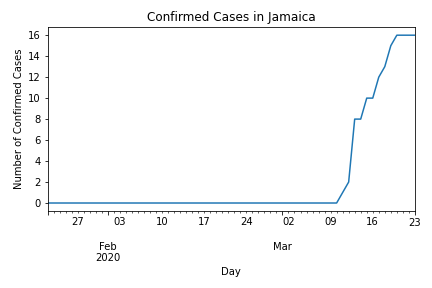 Confirmed Cases in Jamaica
Number of Confirmed Cases
16
14
12
10
8
6
4
2
0
27 03 10 17 24 02 09 16 23
Feb Mar
2020
Day